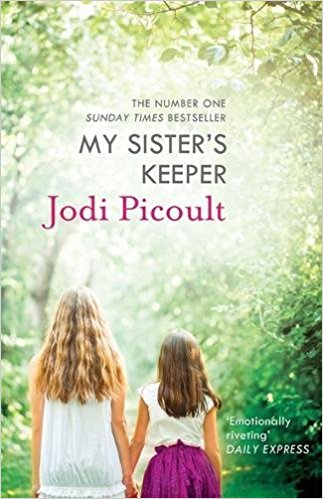 THE NUMBER ONE
SUNDAY TIMES BESTSELLER
MY SISTER'S
KEEPER
Jodi Picoult
'Emotionally
riveting'
DAILY EXPRESS